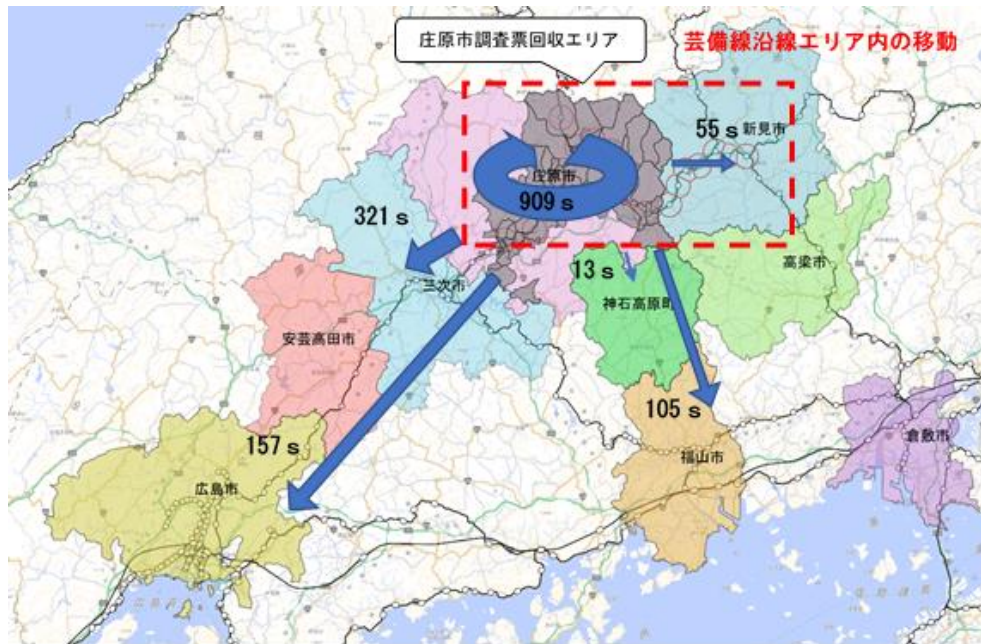 庄原市調査票回収エリア
芸備線沿線エリア内の移動
55 s
新見市
庄原市
909 s
321 s
13 s
高梁市
三次市
神石高原町
安芸高田市
105 s
157 s
倉敷市
福山市
広島市